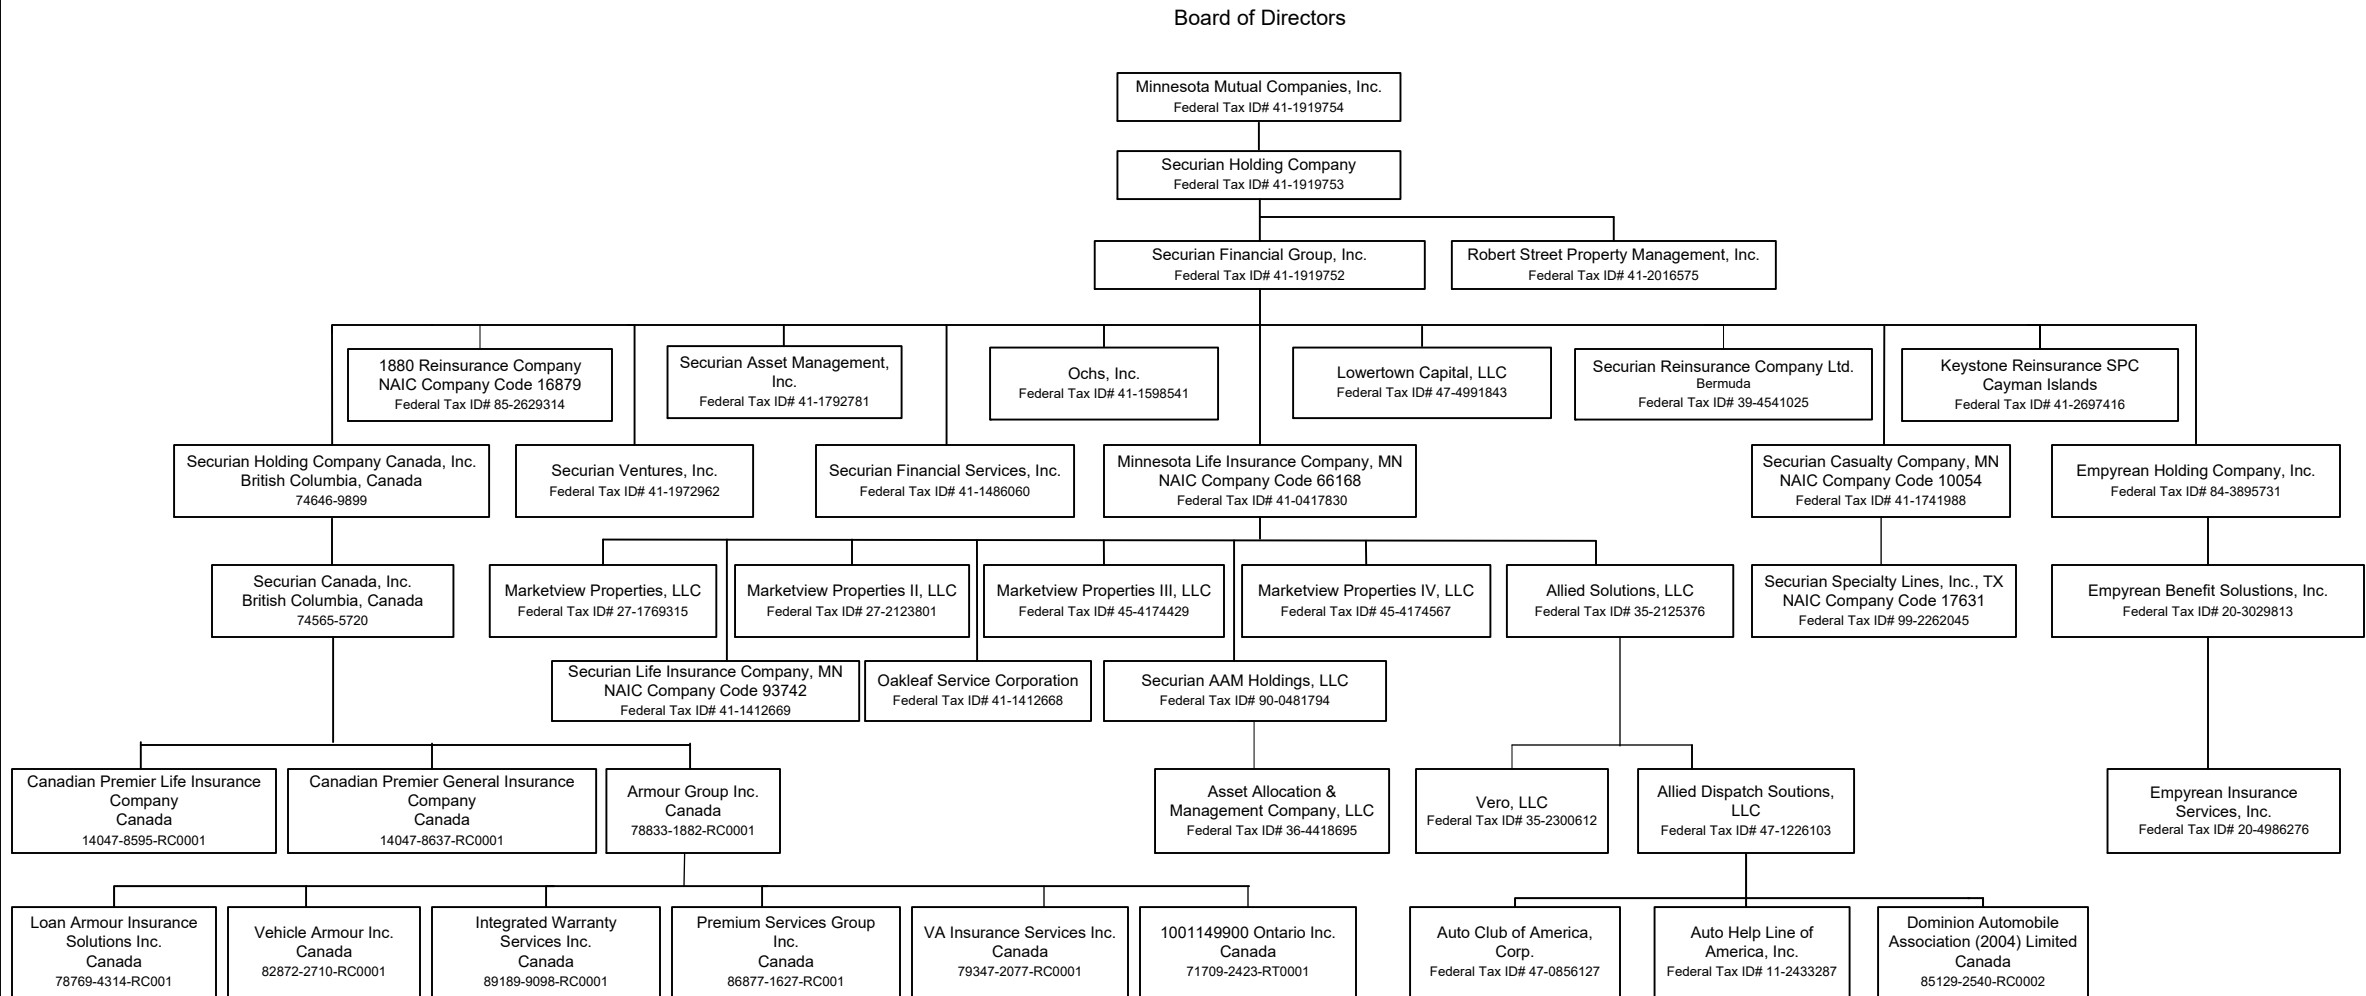 Board of Directors
Minnesota Mutual Companies, Inc.
Federal Tax ID# 41-1919754
Securian Holding Company
Federal Tax ID# 41-1919753
Securian Financial Group, Inc.
Federal Tax ID# 41-1919752
Robert Street Property Management, Inc.
Federal Tax ID# 41-2016575
1880 Reinsurance Company
NAIC Company Code 16879
Federal Tax ID# 85-2629314
Securian Asset Management,
Inc.
Federal Tax ID# 41-1792781
Ochs, Inc.
Federal Tax ID# 41-1598541
Lowertown Capital, LLC
Federal Tax ID# 47-4991843
Securian Reinsurance Company Ltd.
Bermuda
Federal Tax ID# 39-4541025
Keystone Reinsurance SPC
Cayman Islands
Federal Tax ID# 41-2697416
Securian Holding Company Canada, Inc.
British Columbia, Canada
74646-9899
Securian Ventures, Inc.
Federal Tax ID# 41-1972962
Securian Financial Services, Inc.
Federal Tax ID# 41-1486060
Minnesota Life Insurance Company, MN
NAIC Company Code 66168
Federal Tax ID# 41-0417830
Securian Casualty Company, MN
NAIC Company Code 10054
Federal Tax ID# 41-1741988
Empyrean Holding Company, Inc.
Federal Tax ID# 84-3895731
Securian Canada, Inc.
British Columbia, Canada
74565-5720
Marketview Properties, LLC
Federal Tax ID# 27-1769315
Marketview Properties II, LLC
Federal Tax ID# 27-2123801
Marketview Properties III, LLC
Federal Tax ID# 45-4174429
Marketview Properties IV, LLC
Federal Tax ID# 45-4174567
Allied Solutions, LLC
Federal Tax ID# 35-2125376
Securian Specialty Lines, Inc., TX
NAIC Company Code 17631
Federal Tax ID# 99-2262045
Empyrean Benefit Solustions, Inc.
Federal Tax ID# 20-3029813
Securian Life Insurance Company, MN
NAIC Company Code 93742
Federal Tax ID# 41-1412669
Oakleaf Service Corporation
Federal Tax ID# 41-1412668
Securian AAM Holdings, LLC
Federal Tax ID# 90-0481794
Canadian Premier Life Insurance
Company
Canada
14047-8595-RC0001
Canadian Premier General Insurance
Company
Canada
14047-8637-RC0001
Armour Group Inc.
Canada
78833-1882-RC0001
Asset Allocation &
Management Company, LLC
Federal Tax ID# 36-4418695
Vero, LLC
Federal Tax ID# 35-2300612
Allied Dispatch Soutions,
LLC
Federal Tax ID# 47-1226103
Empyrean Insurance
Services, Inc.
Federal Tax ID# 20-4986276
Loan Armour Insurance
Solutions Inc.
Canada
78769-4314-RC001
Vehicle Armour Inc.
Canada
82872-2710-RC0001
Integrated Warranty
Services Inc.
Canada
89189-9098-RC0001
Premium Services Group
Inc.
Canada
86877-1627-RC001
VA Insurance Services Inc.
Canada
79347-2077-RC0001
1001149900 Ontario Inc.
Canada
71709-2423-RT0001
Auto Club of America,
Corp.
Federal Tax ID# 47-0856127
Auto Help Line of
America, Inc.
Federal Tax ID# 11-2433287
Dominion Automobile
Association (2004) Limited
Canada
85129-2540-RC0002